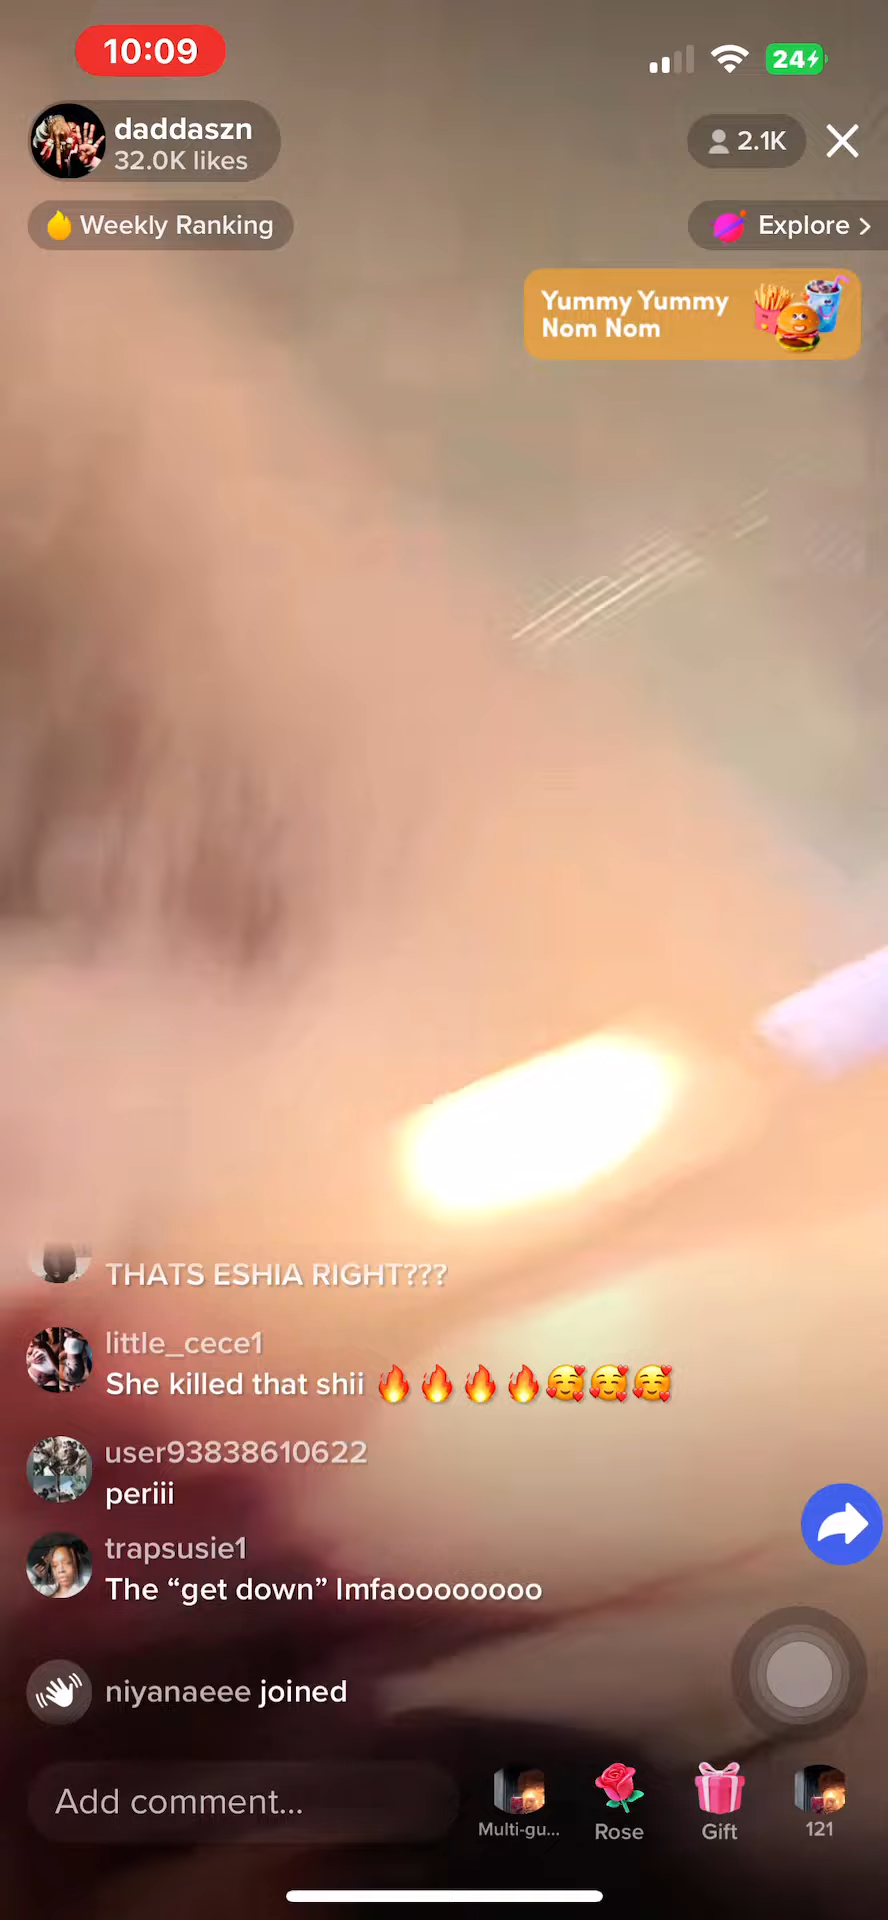 10:09
24
daddaszn
32.0K likes
2.1K
Weekly Ranking
Explore >
Yummy Yummy
Nom Nom
THATS ESHIA RIGHT???
little_cece1
She killed that shii 🔥🔥🔥🔥🥰🥰🥰
user93838610622
periii
trapsusie1
The “get down” lmfaoooooooo
niyanaeee joined
Add comment...
Multi-gu...
Rose
Gift
121